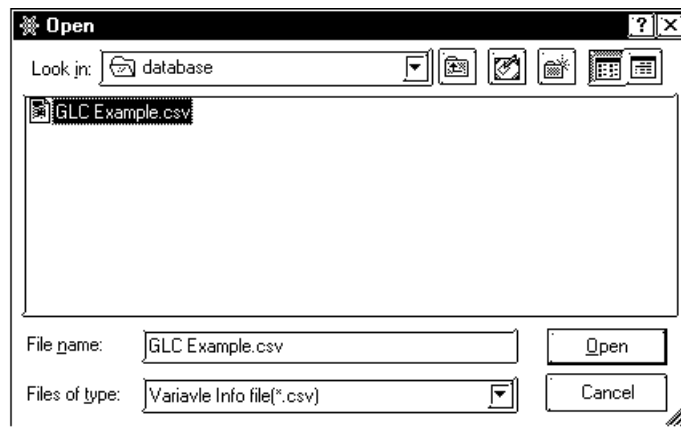 Open
Look in: database
GLC Example.csv
File name: GLC Example.csv Open
Files of type: Variavle Info file(*.csv) Cancel